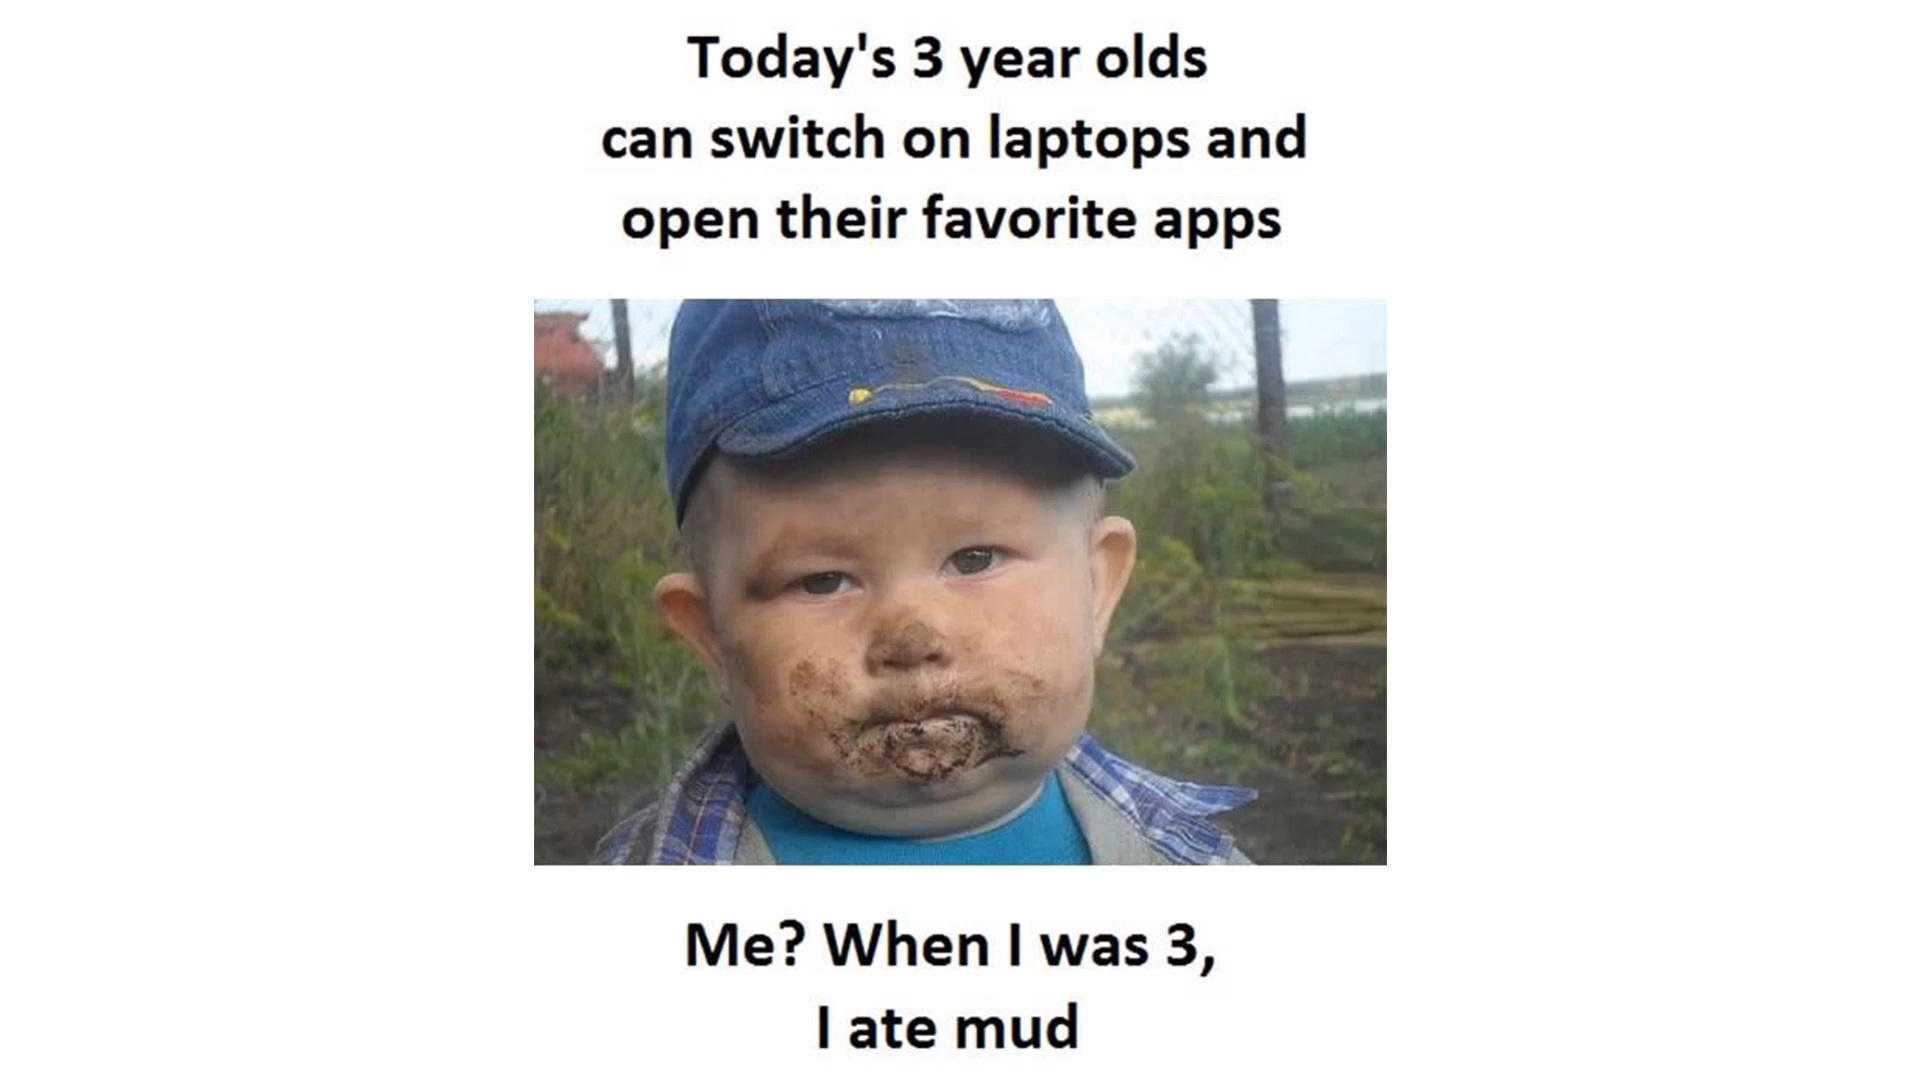 Today's 3 year olds
can switch on laptops and
open their favorite apps
Me? When I was 3,
I ate mud